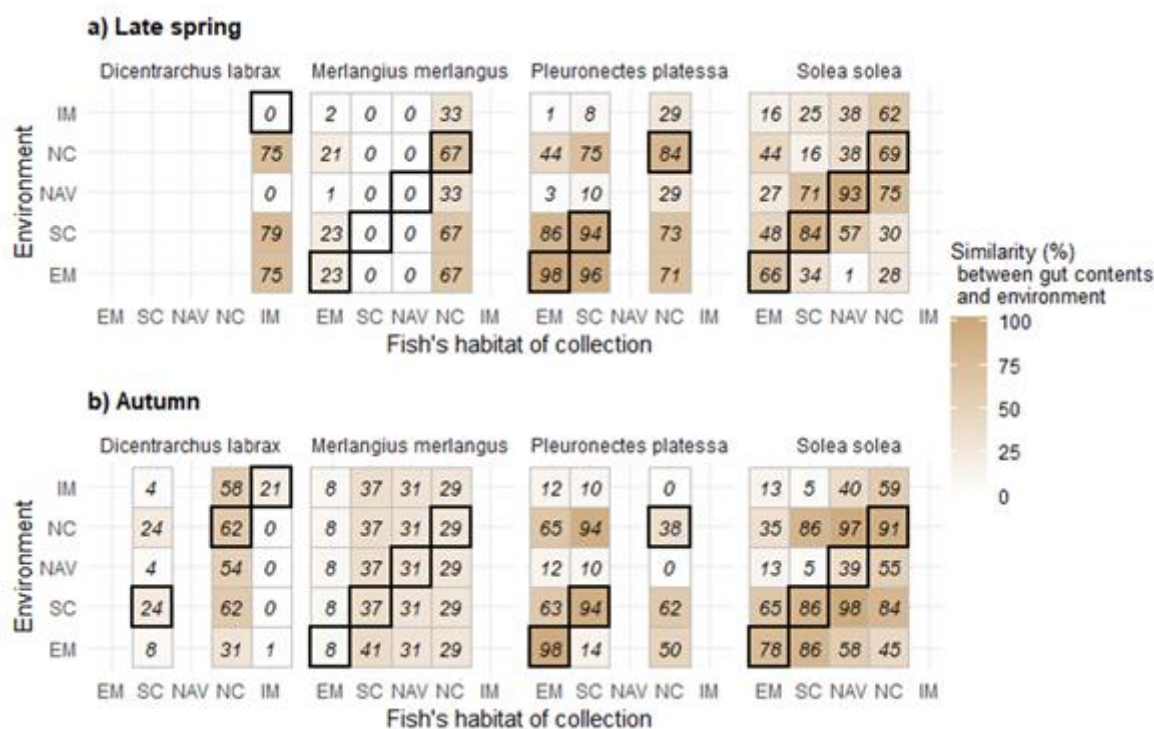 a) Late spring
Dicentrarchus labrax Merlangius merlangus Pleuronectes platessa Solea solea
Environment
IM 0 2 0 0 33 1 8 29 16 25 38 62
NC 75 21 0 0 67 44 75 84 44 16 38 69
NAV 0 1 0 0 33 3 10 29 27 71 93 75
SC 79 23 0 0 67 86 94 73 48 84 57 30
EM 75 23 0 0 67 98 96 71 66 34 1 28
EM SC NAV NC IM EM SC NAV NC IM EM SC NAV NC IM EM SC NAV NC IM
Fish's habitat of collection
Similarity (%)
between gut contents
and environment
100
75
50
25
0
b) Autumn
Dicentrarchus labrax Merlangius merlangus Pleuronectes platessa Solea solea
Environment
IM 4 58 21 8 37 31 29 12 10 0 13 5 40 59
NC 24 62 0 8 37 31 29 65 94 38 35 86 97 91
NAV 4 54 0 8 37 31 29 12 10 0 13 5 39 55
SC 24 62 0 8 37 31 29 63 94 62 65 86 98 84
EM 8 31 1 8 41 31 29 98 14 50 78 86 58 45
EM SC NAV NC IM EM SC NAV NC IM EM SC NAV NC IM EM SC NAV NC IM
Fish's habitat of collection